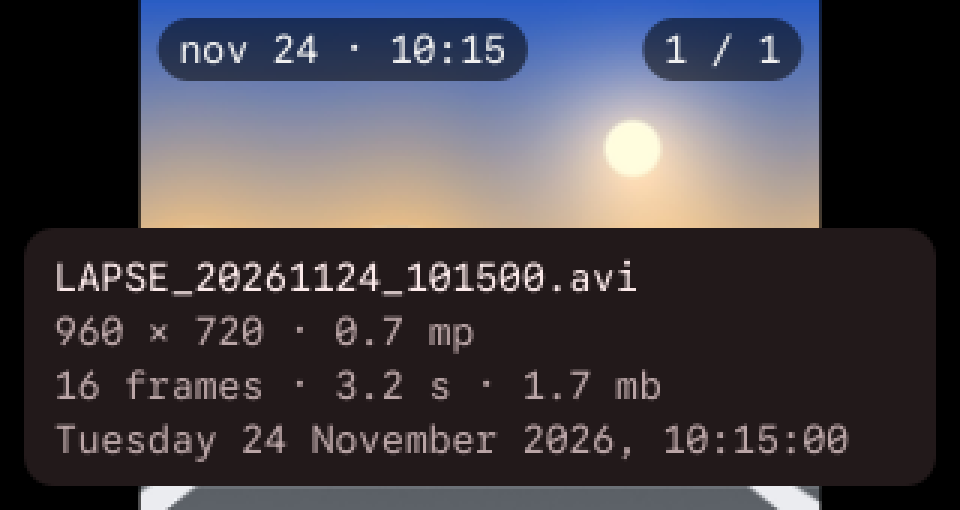 nov 24 · 10:15
1 / 1
LAPSE_20261124_101500.avi
960 × 720 · 0.7 mp
16 frames · 3.2 s · 1.7 mb
Tuesday 24 November 2026, 10:15:00